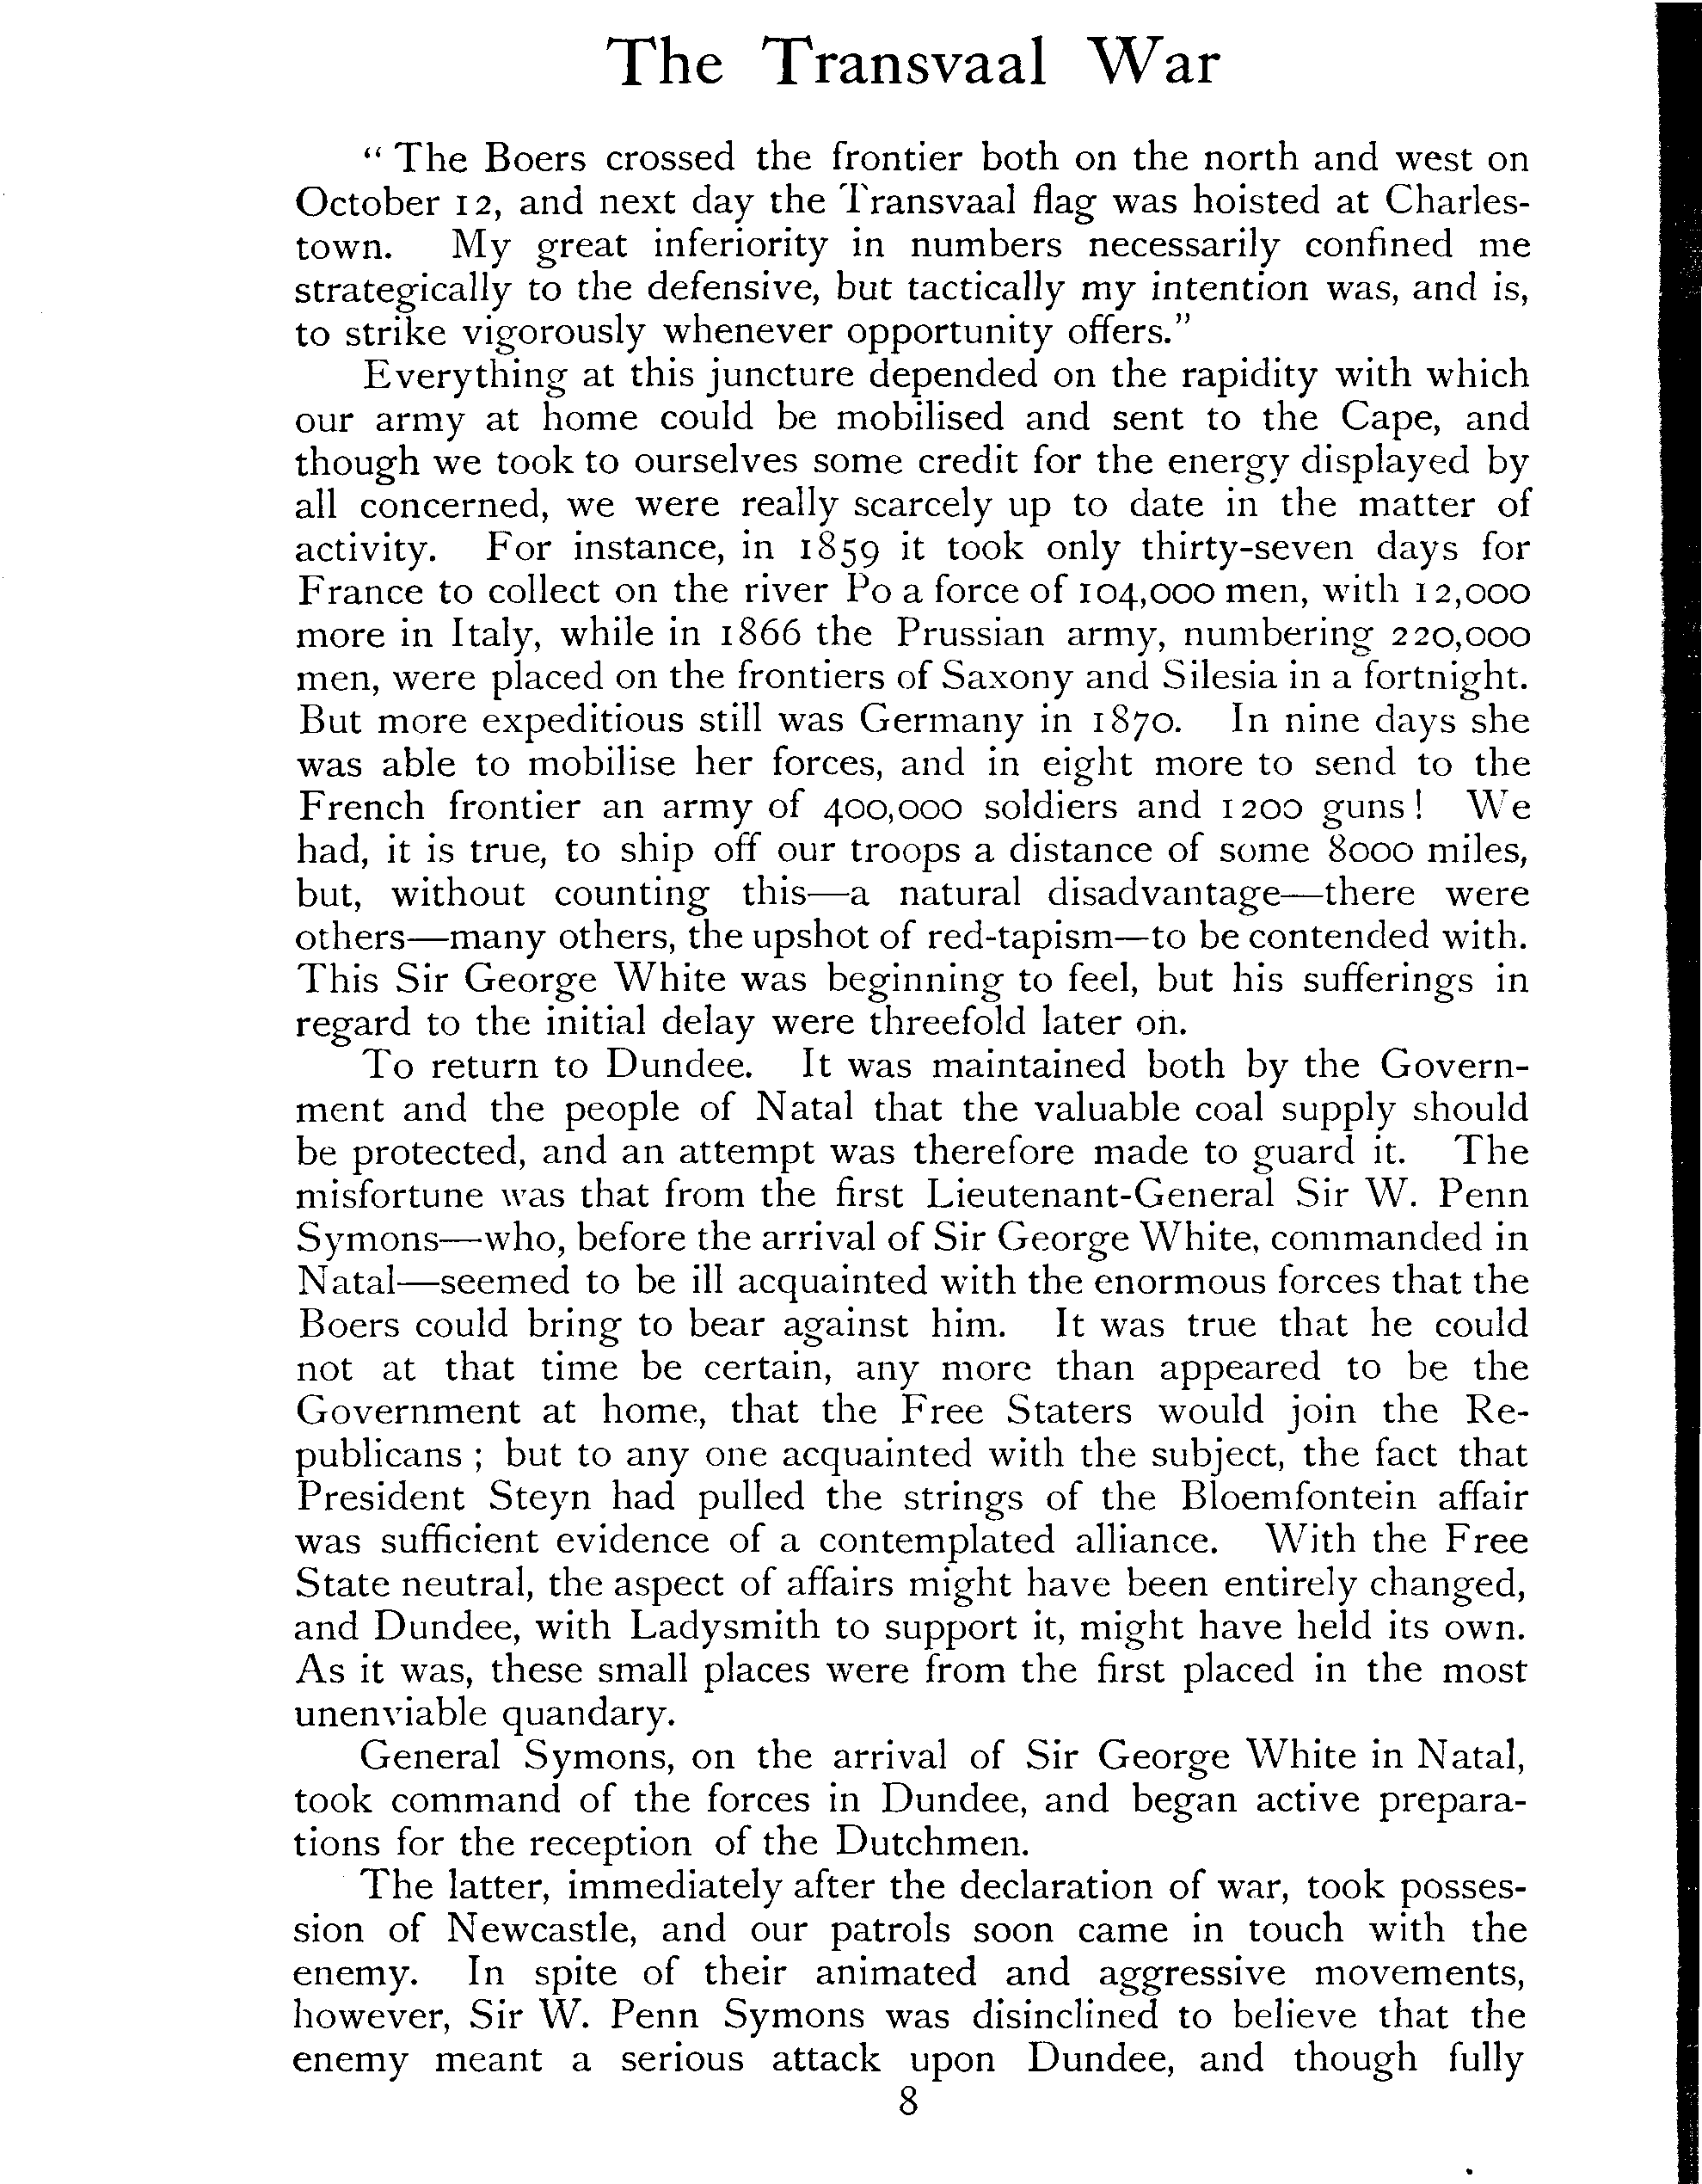 The Transvaal War
“ The Boers crossed the frontier both on the north and west on
October 12, and next day the Transvaal flag was hoisted at Charles-
town. My great inferiority in numbers necessarily confined me
strategically to the defensive, but tactically my intention was, and is,
to strike vigorously whenever opportunity offers.”
Everything at this juncture depended on the rapidity with which
our army at home could be mobilised and sent to the Cape, and
though we took to ourselves some credit for the energy displayed by
all concerned, we were really scarcely up to date in the matter of
activity. For instance, in 1859 it took only thirty-seven days for
France to collect on the river Po a force of 104,000 men, with 12,000
more in Italy, while in 1866 the Prussian army, numbering 220,000
men, were placed on the frontiers of Saxony and Silesia in a fortnight.
But more expeditious still was Germany in 1870. In nine days she
was able to mobilise her forces, and in eight more to send to the
French frontier an army of 400,000 soldiers and 1200 guns! We
had, it is true, to ship off our troops a distance of some 8000 miles,
but, without counting this—a natural disadvantage—there were
others—many others, the upshot of red-tapism—to be contended with.
This Sir George White was beginning to feel, but his sufferings in
regard to the initial delay were threefold later on.
To return to Dundee. It was maintained both by the Govern-
ment and the people of Natal that the valuable coal supply should
be protected, and an attempt was therefore made to guard it. The
misfortune was that from the first Lieutenant-General Sir W. Penn
Symons—who, before the arrival of Sir George White, commanded in
Natal—seemed to be ill acquainted with the enormous forces that the
Boers could bring to bear against him. It was true that he could
not at that time be certain, any more than appeared to be the
Government at home, that the Free Staters would join the Re-
publicans ; but to any one acquainted with the subject, the fact that
President Steyn had pulled the strings of the Bloemfontein affair
was sufficient evidence of a contemplated alliance. With the Free
State neutral, the aspect of affairs might have been entirely changed,
and Dundee, with Ladysmith to support it, might have held its own.
As it was, these small places were from the first placed in the most
unenviable quandary.
General Symons, on the arrival of Sir George White in Natal,
took command of the forces in Dundee, and began active prepara-
tions for the reception of the Dutchmen.
The latter, immediately after the declaration of war, took posses-
sion of Newcastle, and our patrols soon came in touch with the
enemy. In spite of their animated and aggressive movements,
however, Sir W. Penn Symons was disinclined to believe that the
enemy meant a serious attack upon Dundee, and though fully
8